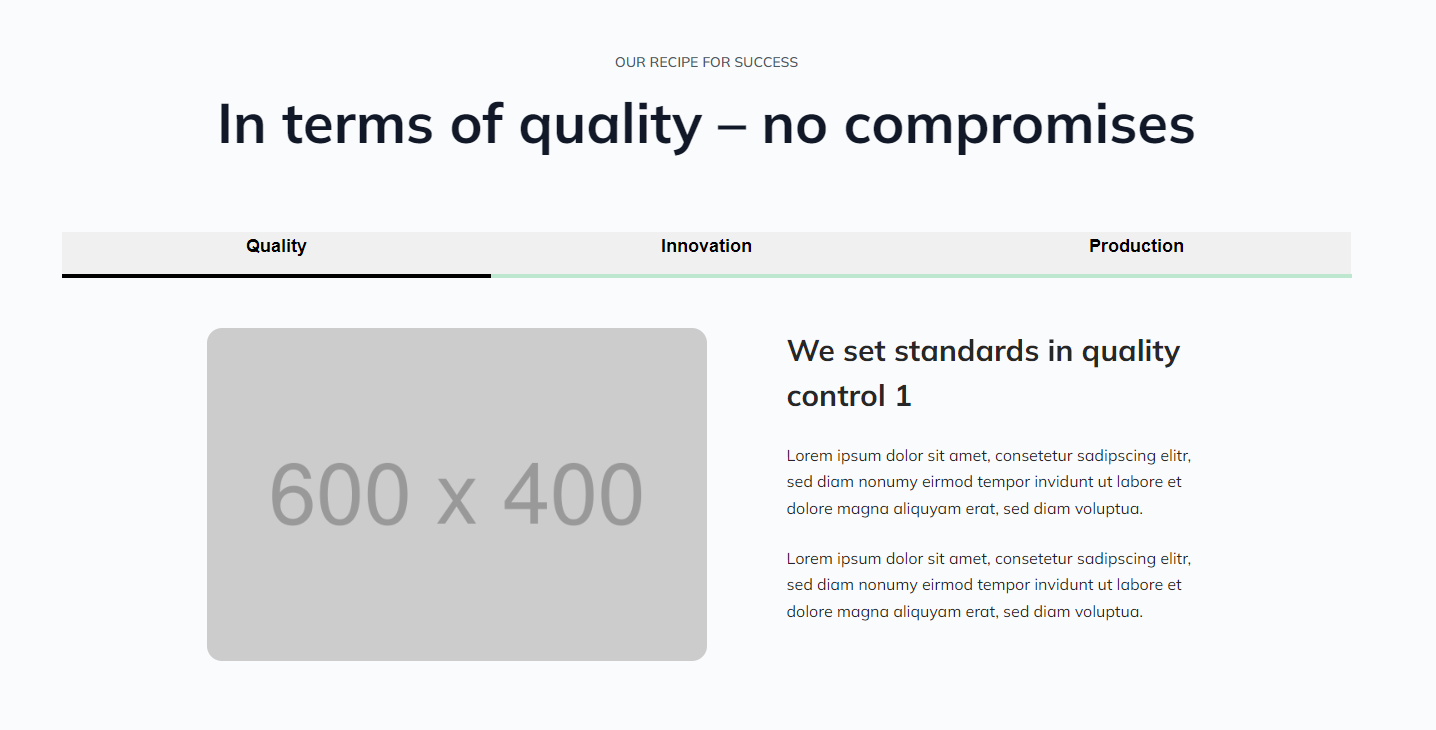 OUR RECIPE FOR SUCCESS
In terms of quality – no compromises
Quality
Innovation
Production
600 x 400
We set standards in quality
control 1
Lorem ipsum dolor sit amet, consetetur sadipscing elitr,
sed diam nonumy eirmod tempor invidunt ut labore et
dolore magna aliquyam erat, sed diam voluptua.
Lorem ipsum dolor sit amet, consetetur sadipscing elitr,
sed diam nonumy eirmod tempor invidunt ut labore et
dolore magna aliquyam erat, sed diam voluptua.